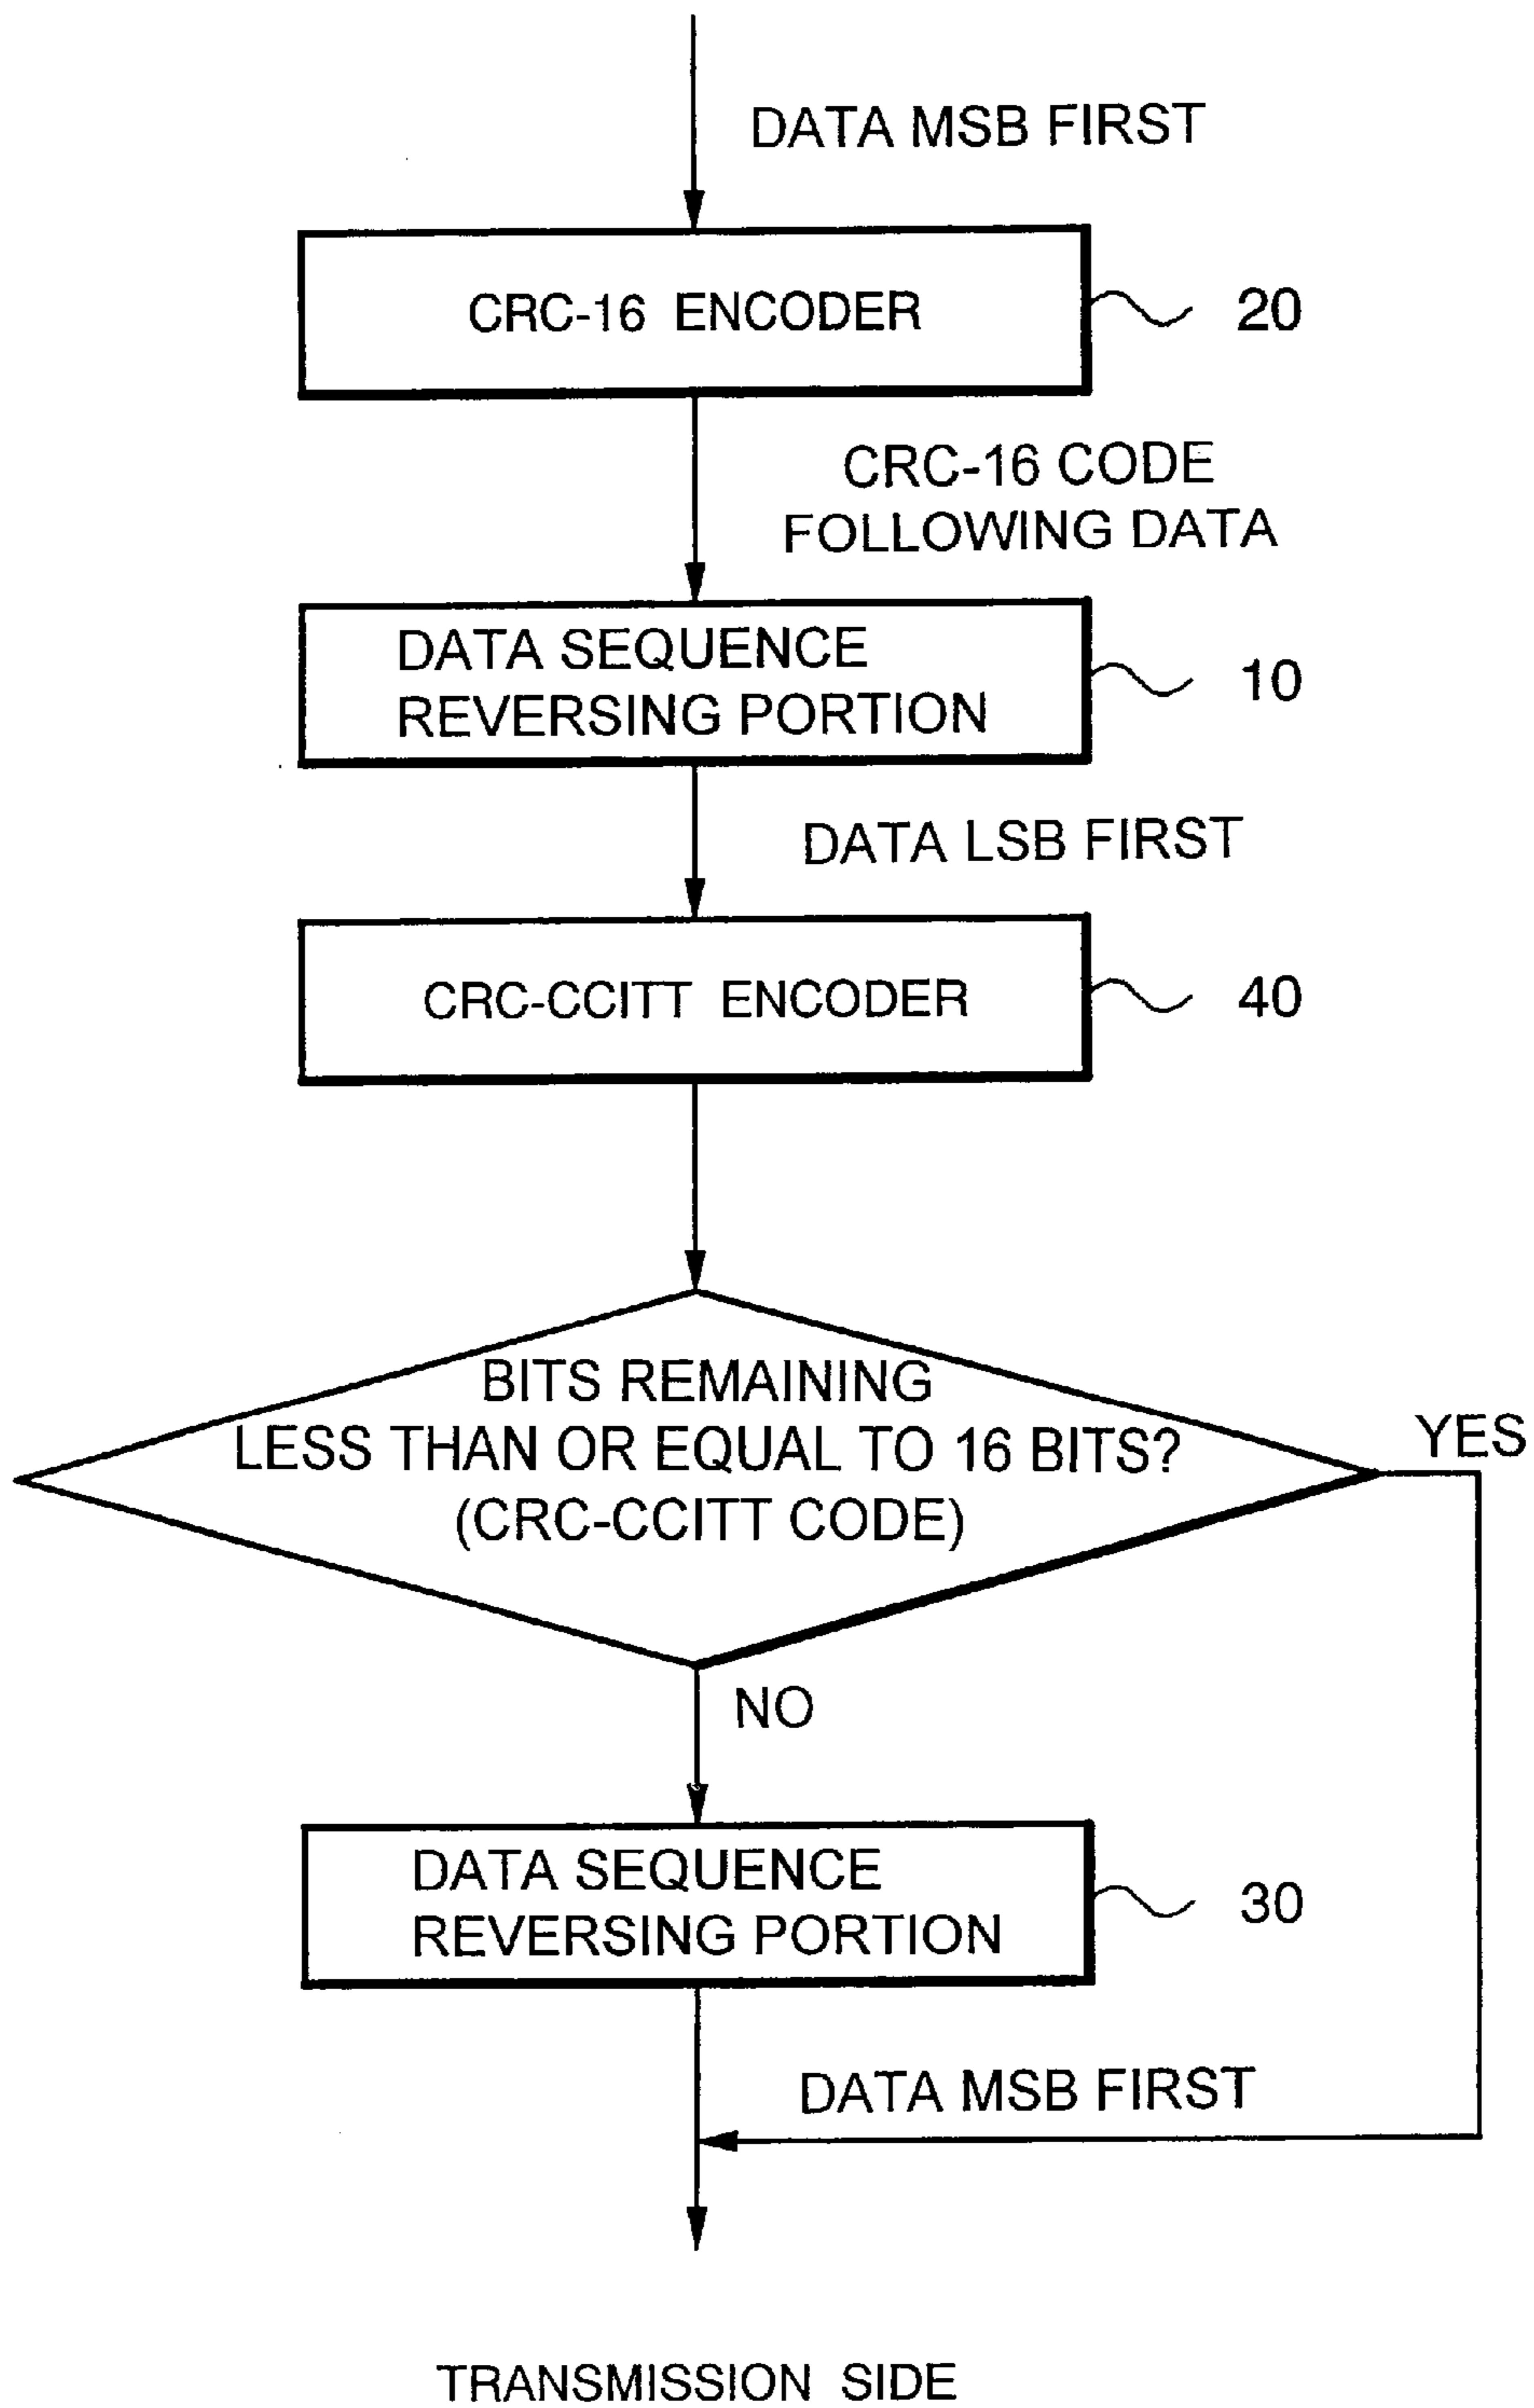 DATA MSB FIRST
CRC-16 ENCODER
20
CRC-16 CODE
FOLLOWING DATA
DATA SEQUENCE
REVERSING PORTION
10
DATA LSB FIRST
CRC-CCITT ENCODER
40
BITS REMAINING
LESS THAN OR EQUAL TO 16 BITS?
(CRC-CCITT CODE)
YES
NO
DATA SEQUENCE
REVERSING PORTION
30
DATA MSB FIRST
TRANSMISSION SIDE